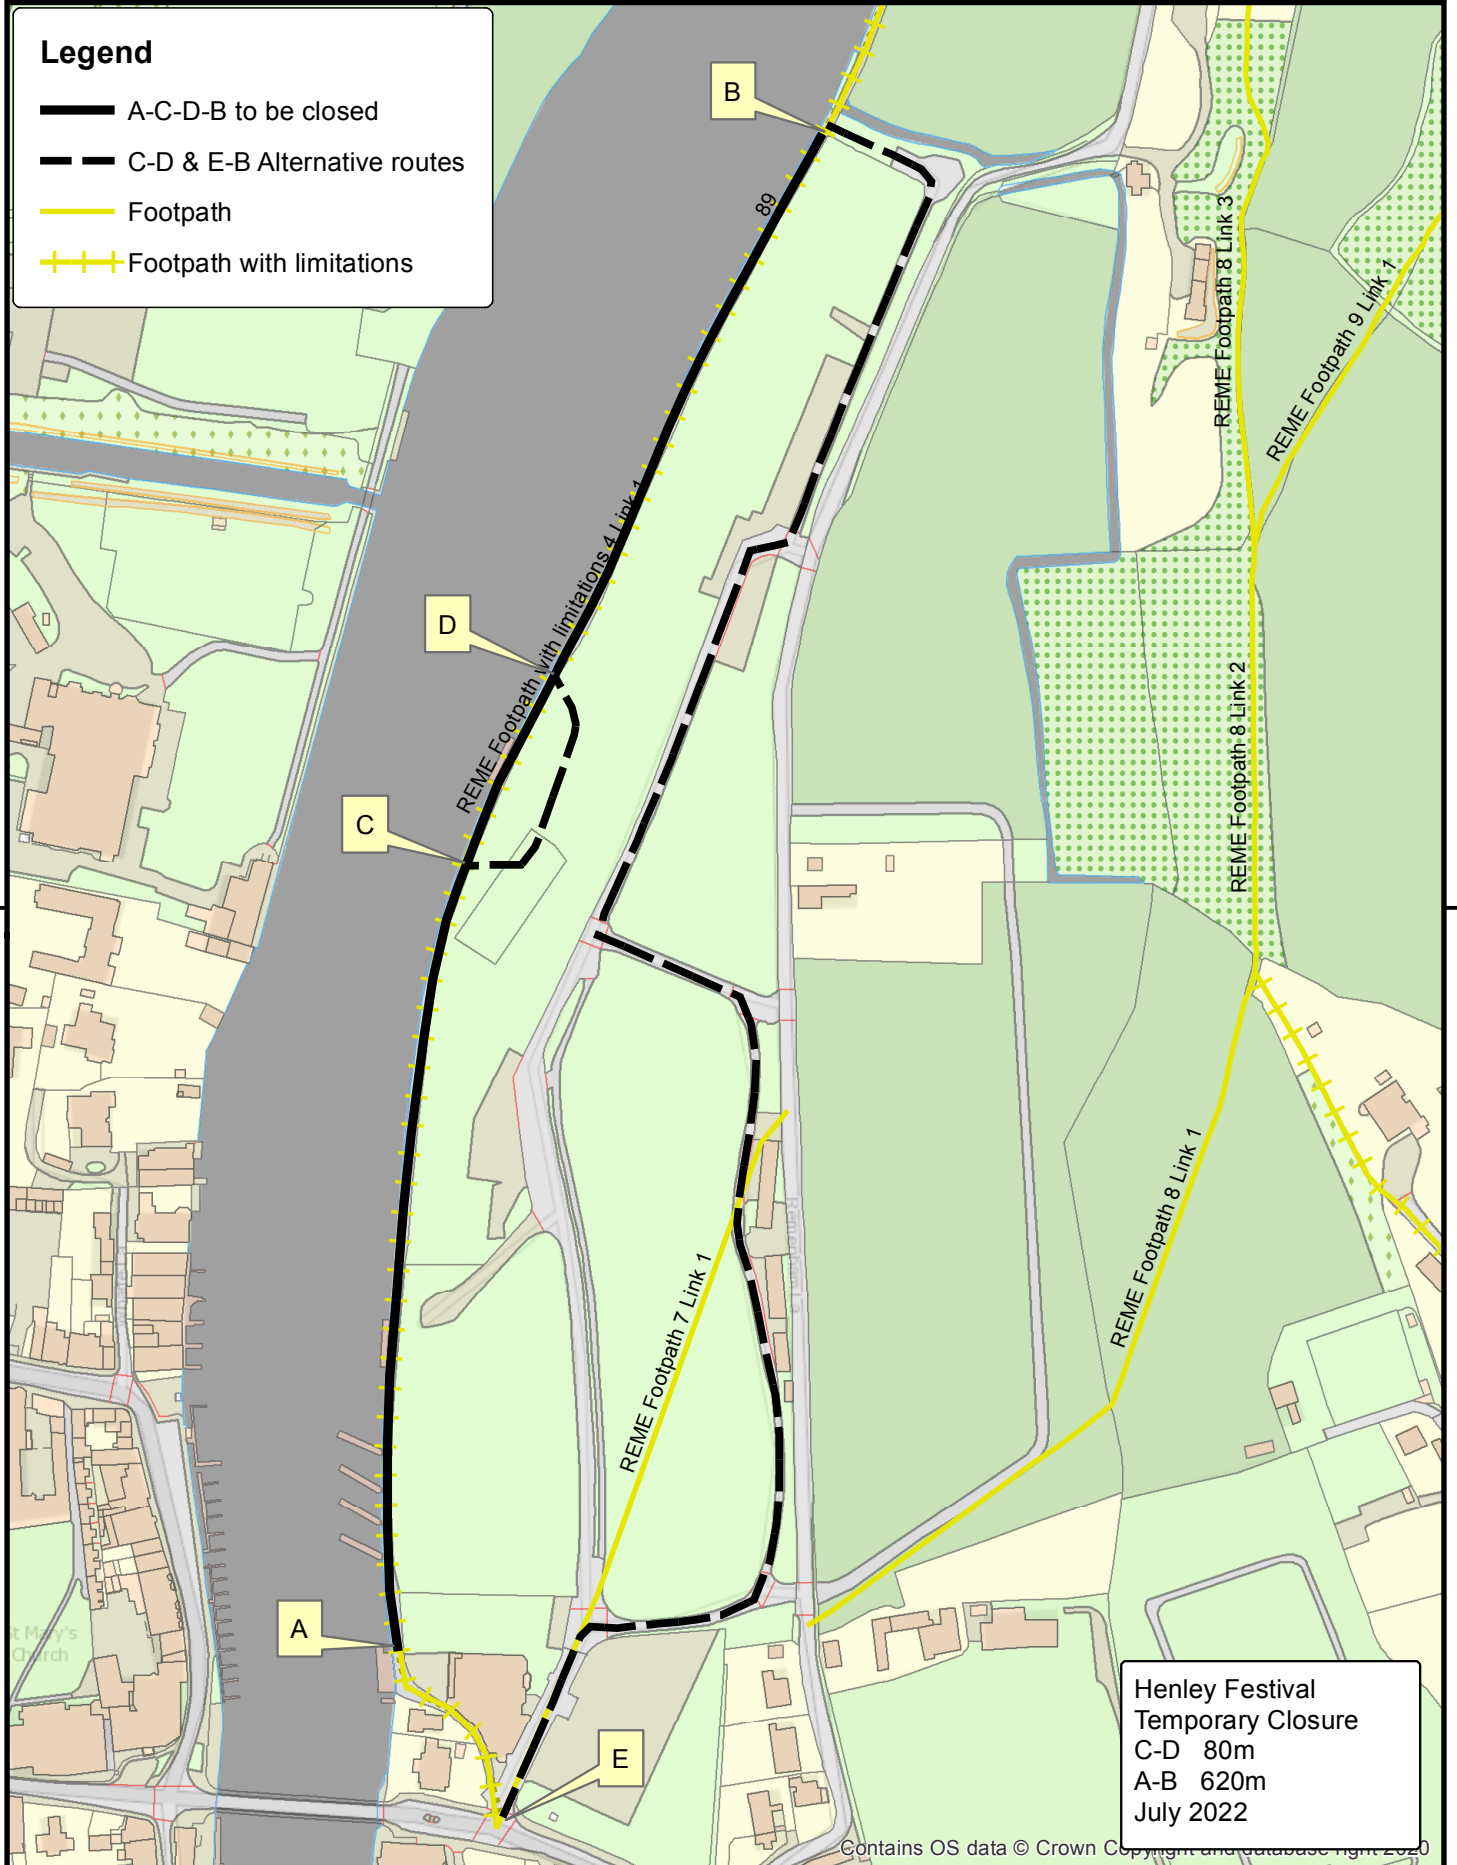 Legend
A-C-D-B to be closed
C-D & E-B Alternative routes
Footpath
Footpath with limitations
B
89
REME Footpath 8 Link 3
REME Footpath 9 Link 1
REME Footpath with limitations 4 Link 1
D
C
REME Footpath 8 Link 2
REME Footpath 8 Link 1
REME Footpath 7 Link 1
A
St Mary's
Church
E
Henley Festival
Temporary Closure
C-D 80m
A-B 620m
July 2022
Contains OS data © Crown Copyright and database right 2020